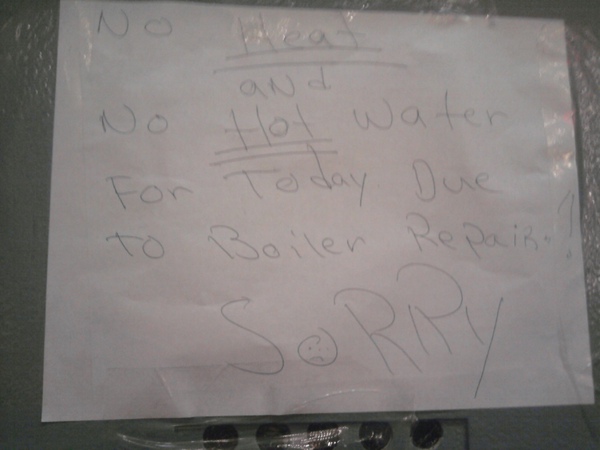 No Heat
and
No Hot Water
For Today Due
to Boiler Repair.!
SORRY